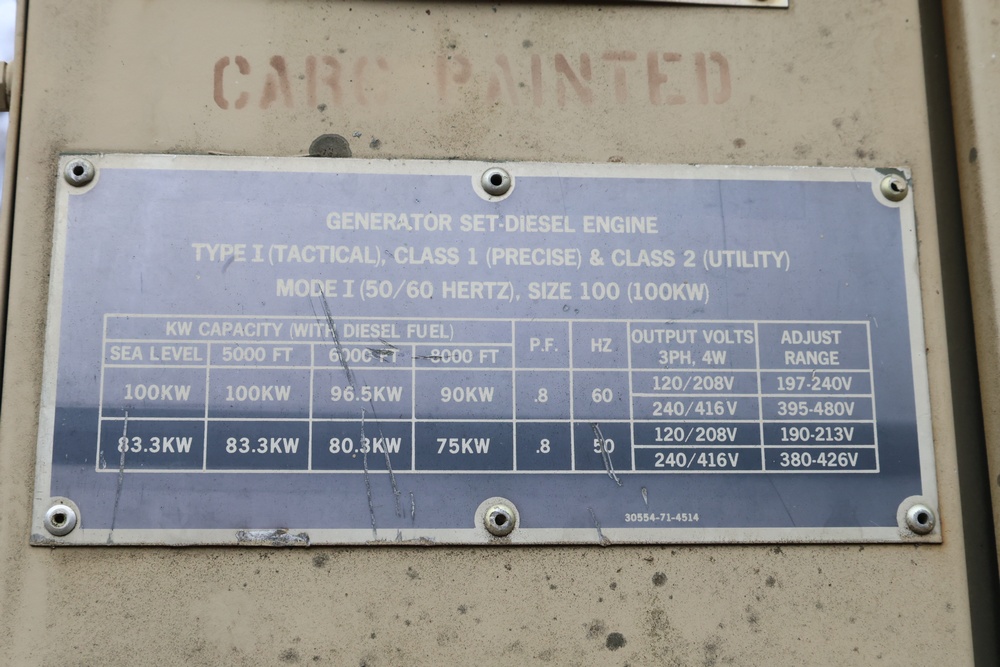 CARC PAINTED
GENERATOR SET-DIESEL ENGINE
TYPE I (TACTICAL), CLASS 1 (PRECISE) & CLASS 2 (UTILITY)
MODE I (50/60 HERTZ), SIZE 100 (100KW)
KW CAPACITY (WITH DIESEL FUEL) P.F. HZ OUTPUT VOLTS 3PH, 4W ADJUST RANGE
SEA LEVEL 5000 FT 6000 FT 8000 FT
100KW 100KW 96.5KW 90KW .8 60 120/208V 197-240V
240/416V 395-480V
83.3KW 83.3KW 80.3KW 75KW .8 50 120/208V 190-213V
240/416V 380-426V
30554-71-4514